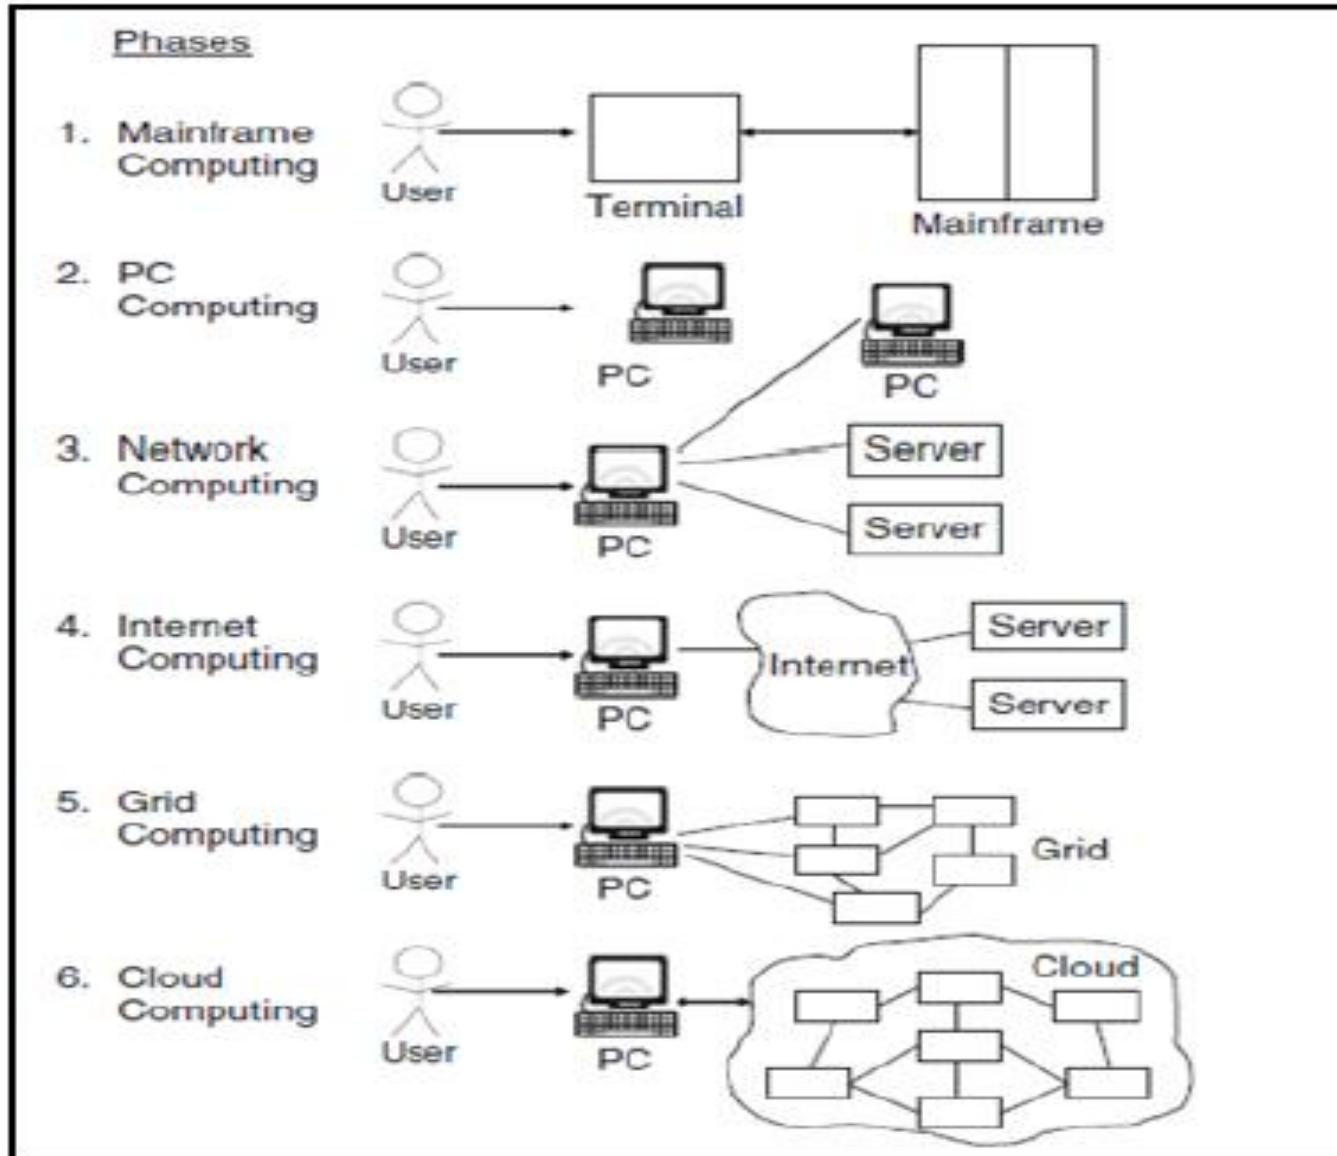 Phases
1. Mainframe
Computing
User
Terminal
Mainframe
2. PC
Computing
User
PC
PC
3. Network
Computing
User
PC
Server
Server
4. Internet
Computing
User
PC
Internet
Server
Server
5. Grid
Computing
User
PC
Grid
6. Cloud
Computing
User
PC
Cloud